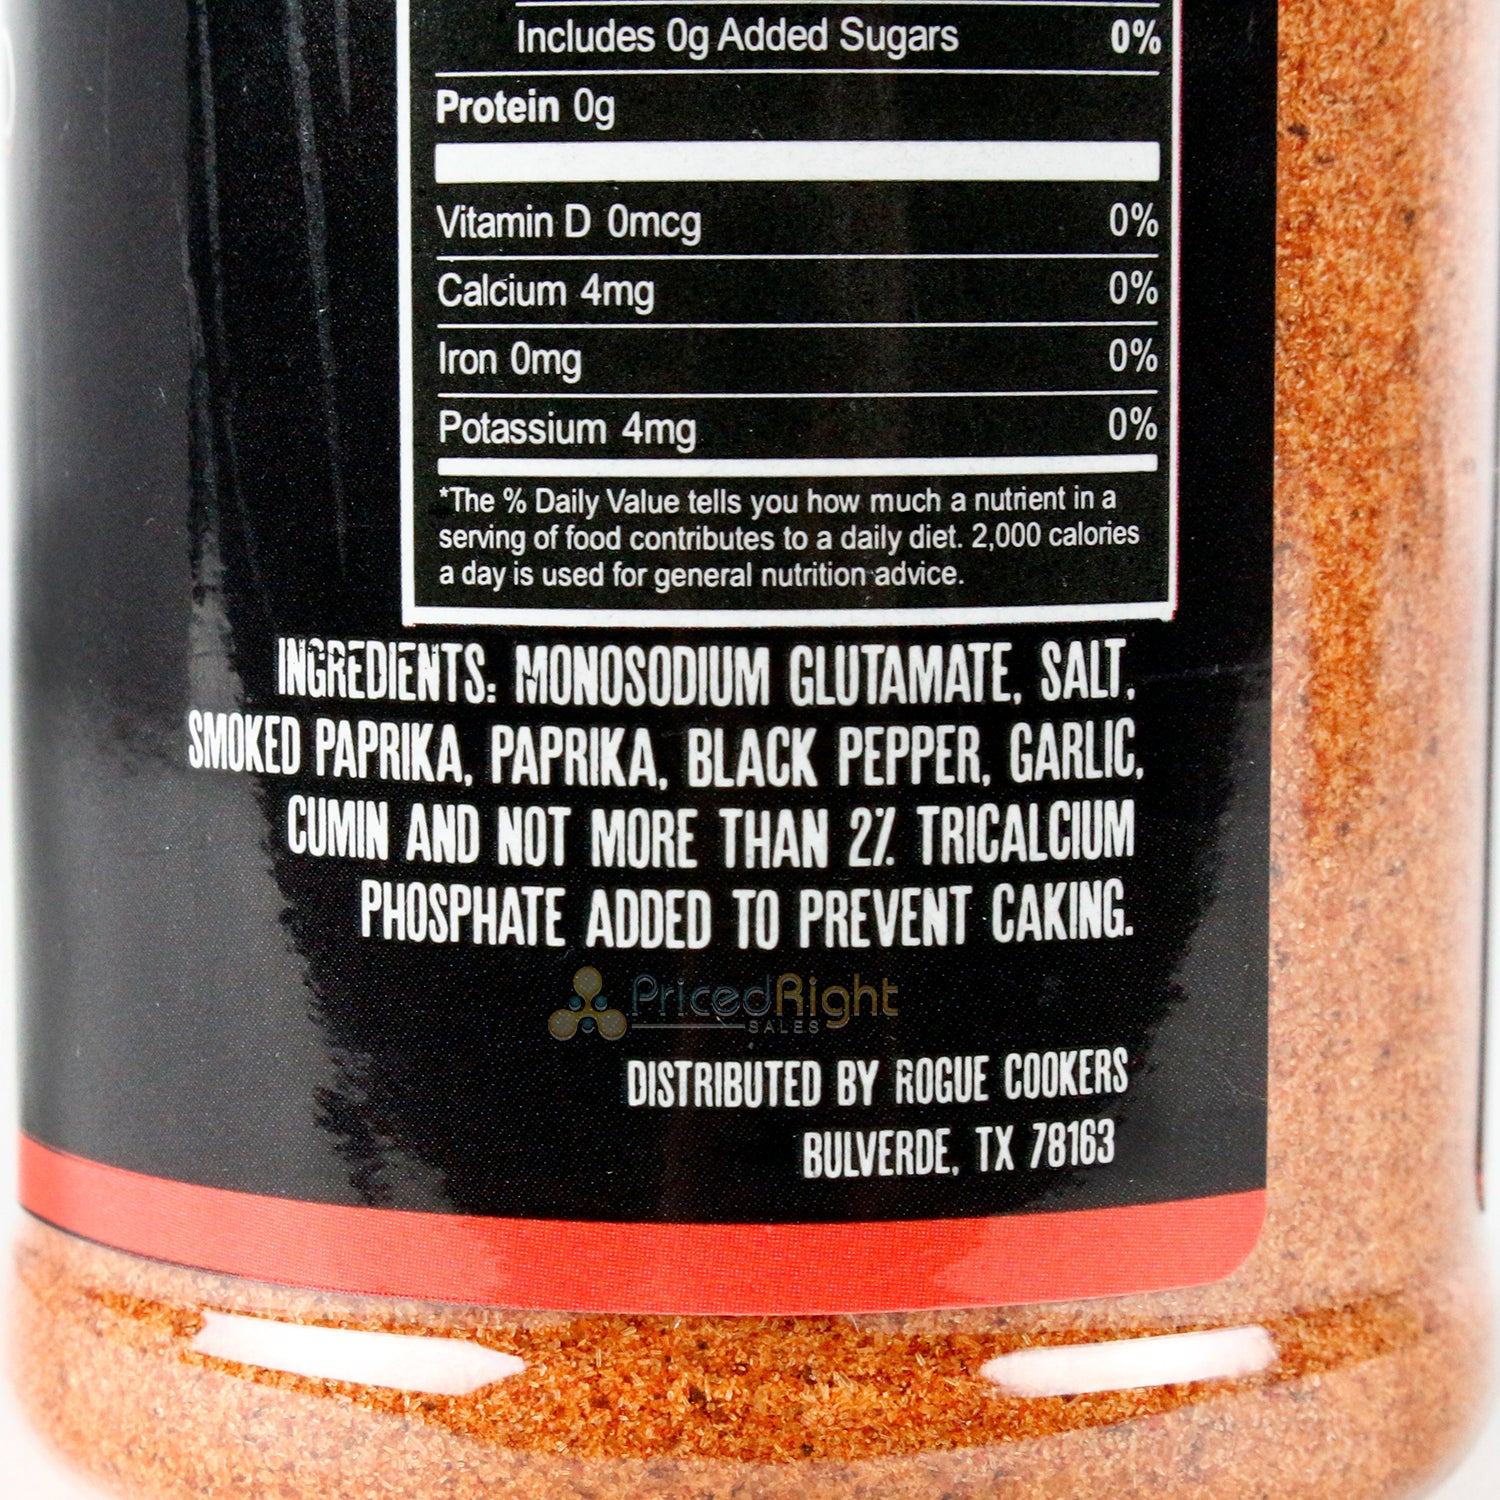 Includes 0g Added Sugars 0%
Protein 0g
Vitamin D 0mcg 0%
Calcium 4mg 0%
Iron 0mg 0%
Potassium 4mg 0%
*The % Daily Value tells you how much a nutrient in a
serving of food contributes to a daily diet. 2,000 calories
a day is used for general nutrition advice.
INGREDIENTS: MONOSODIUM GLUTAMATE, SALT,
SMOKED PAPRIKA, PAPRIKA, BLACK PEPPER, GARLIC,
CUMIN AND NOT MORE THAN 2% TRICALCIUM
PHOSPHATE ADDED TO PREVENT CAKING.
PricedRight
SALES
DISTRIBUTED BY ROGUE COOKERS
BULVERDE, TX 78163